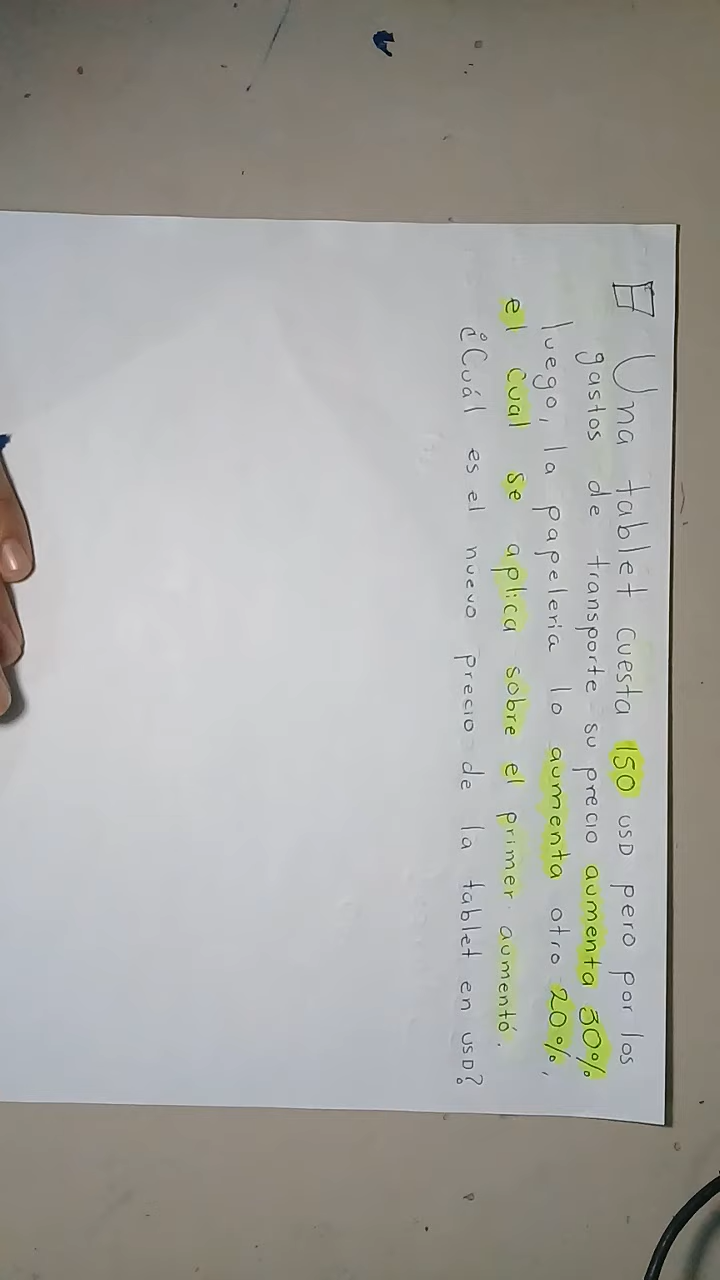 Una tablet cuesta 150 USD pero por los
gastos de transporte su precio aumenta 30%
luego, la papelería lo aumenta otro 20%,
el cual se aplica sobre el primer aumentó.
¿Cuál es el nuevo precio de la tablet en USD?